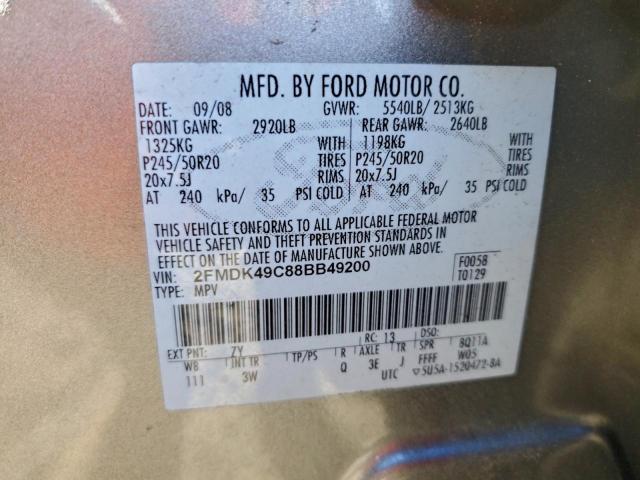 MFD. BY FORD MOTOR CO.
DATE: 09/08 GVWR: 5540LB/ 2513KG
FRONT GAWR: 2920LB REAR GAWR: 2640LB
1325KG WITH 1198KG WITH
P245/50R20 TIRES P245/50R20 TIRES
20x7.5J RIMS 20x7.5J RIMS
AT 240 kPa/ 35 PSI COLD AT 240 kPa/ 35 PSI COLD
THIS VEHICLE CONFORMS TO ALL APPLICABLE FEDERAL MOTOR
VEHICLE SAFETY AND THEFT PREVENTION STANDARDS IN
EFFECT ON THE DATE OF MANUFACTURE SHOWN ABOVE.
VIN: 2FMDK49C88BB49200 F0058
TYPE: MPV T0129
EXT PNT: ZY RC: 13 DSO:
WB INT TR TP/PS R AXLE TR SPR 8Q11A
111 3W Q 3E J FFFF W05
UTC ▽5U5A-1520472-BA